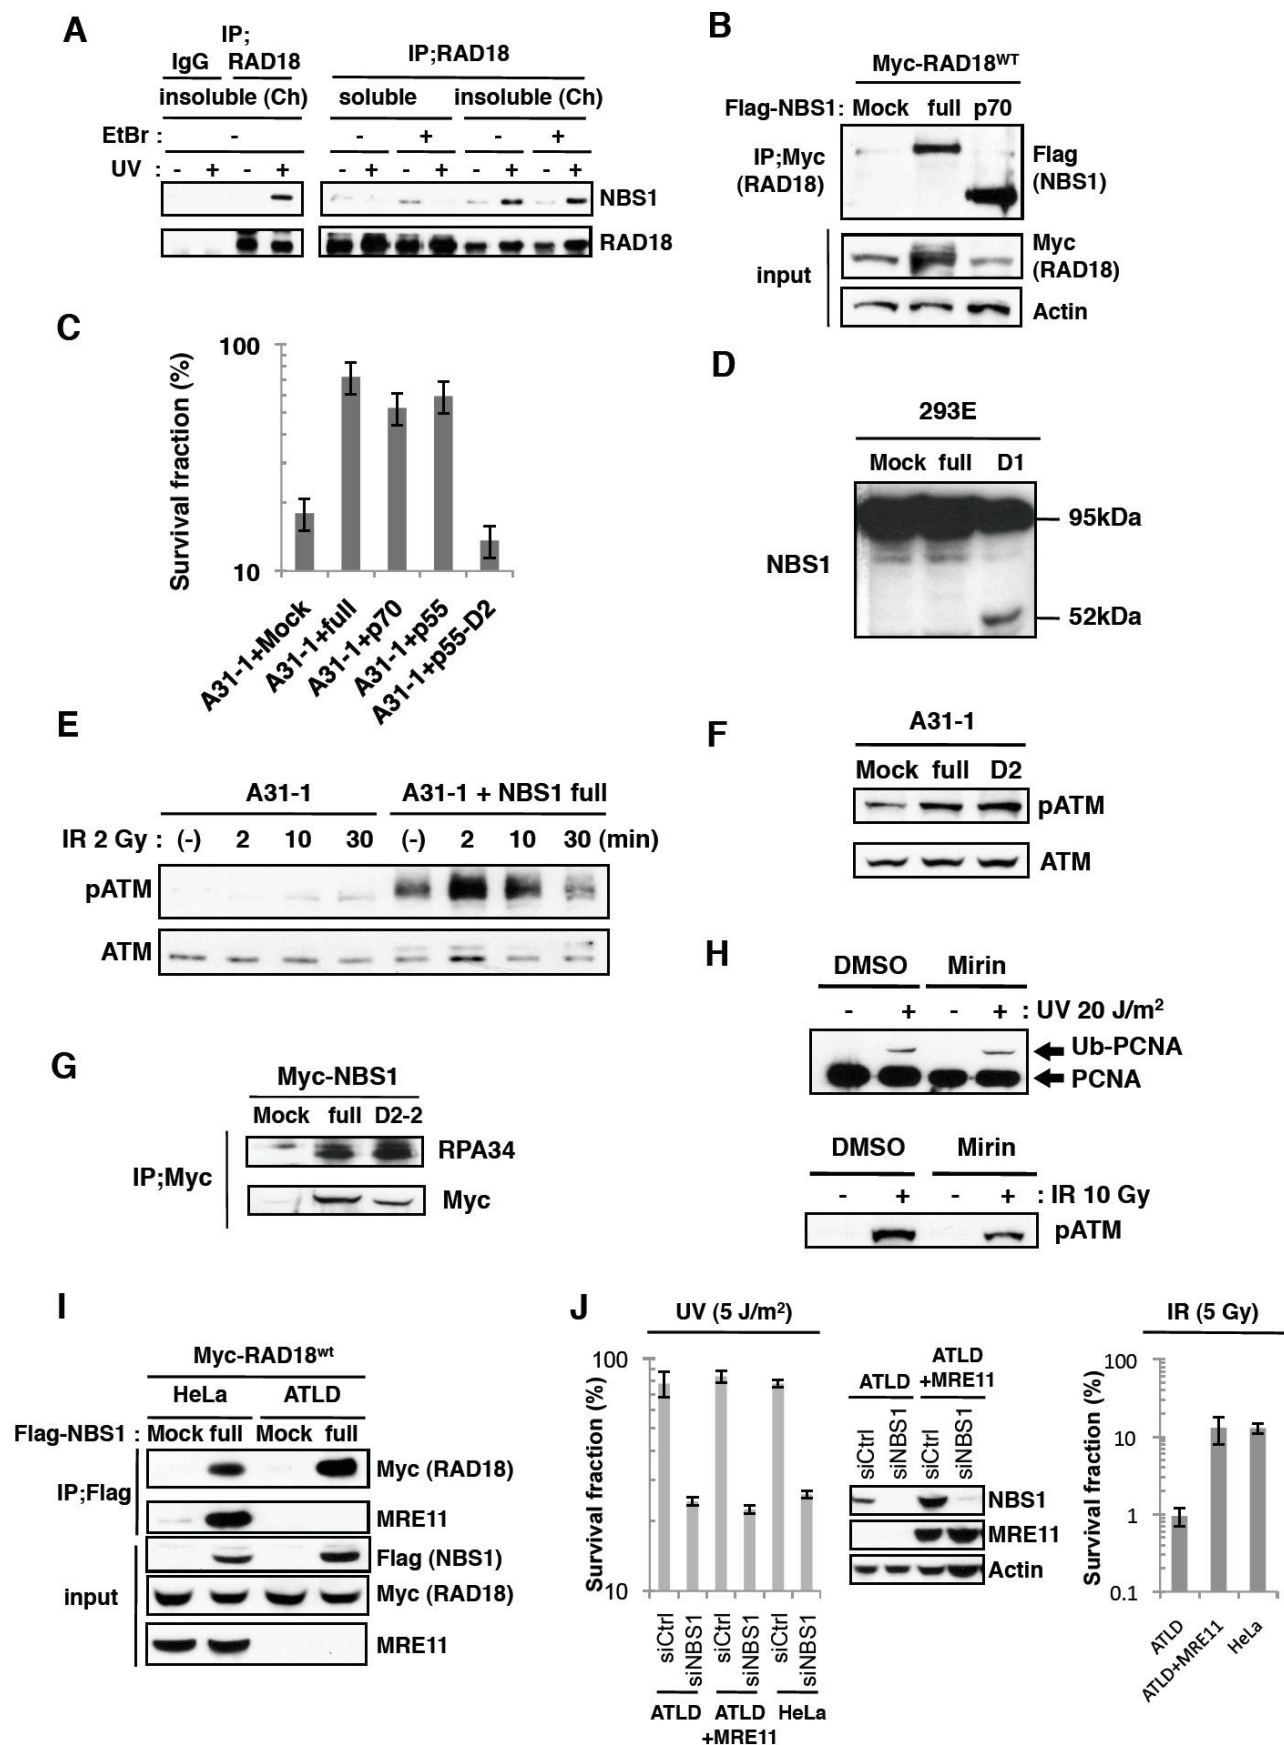 A
IP;
IgG RAD18
insoluble (Ch)
IP;RAD18
soluble insoluble (Ch)
EtBr : - - + - +
UV : - + - + - + - + - + - +
NBS1
RAD18
B
Myc-RAD18WT
Flag-NBS1: Mock full p70
IP;Myc
(RAD18)
Flag
(NBS1)
input
Myc
(RAD18)
Actin
C
Survival fraction (%)
100
10
A31-1+Mock
A31-1+full
A31-1+p70
A31-1+p55
A31-1+p55-D2
D
293E
Mock full D1
NBS1
95kDa
52kDa
E
A31-1 A31-1 + NBS1 full
IR 2 Gy : (-) 2 10 30 (-) 2 10 30 (min)
pATM
ATM
F
A31-1
Mock full D2
pATM
ATM
G
Myc-NBS1
Mock full D2-2
IP;Myc
RPA34
Myc
H
DMSO Mirin
- + - + : UV 20 J/m2
Ub-PCNA
PCNA
DMSO Mirin
- + - + : IR 10 Gy
pATM
I
Myc-RAD18wt
HeLa ATLD
Flag-NBS1 : Mock full Mock full
IP;Flag
Myc (RAD18)
MRE11
input
Flag (NBS1)
Myc (RAD18)
MRE11
J
UV (5 J/m2)
Survival fraction (%)
100
10
siCtrl
siNBS1
siCtrl
siNBS1
siCtrl
siNBS1
ATLD ATLD HeLa
+MRE11
ATLD
ATLD +MRE11
siCtrl
siNBS1
siCtrl
siNBS1
NBS1
MRE11
Actin
IR (5 Gy)
Survival fraction (%)
100
10
1
0.1
ATLD
ATLD+MRE11
HeLa